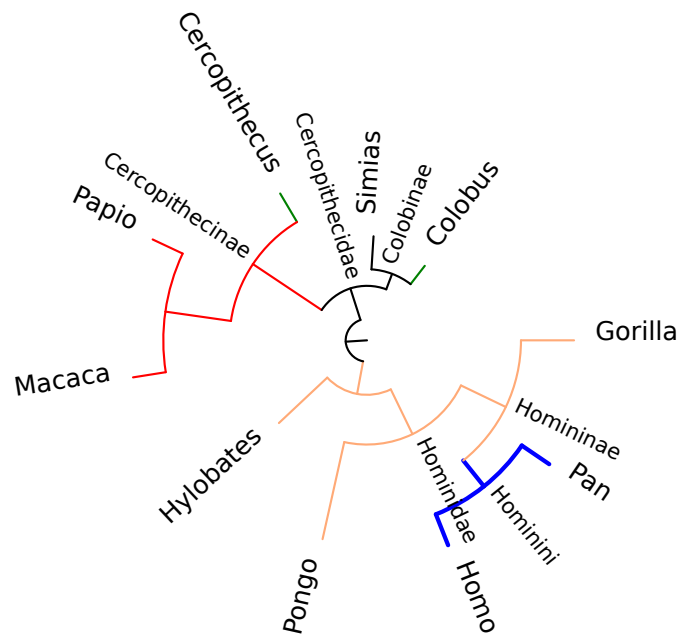 Cercopithecus
Cercopithecidae
Simias
Cercopithecinae
Colobinae
Colobus
Papio
Gorilla
Macaca
Homininae
Hylobates
Hominidae
Pan
Hominini
Pongo
Homo